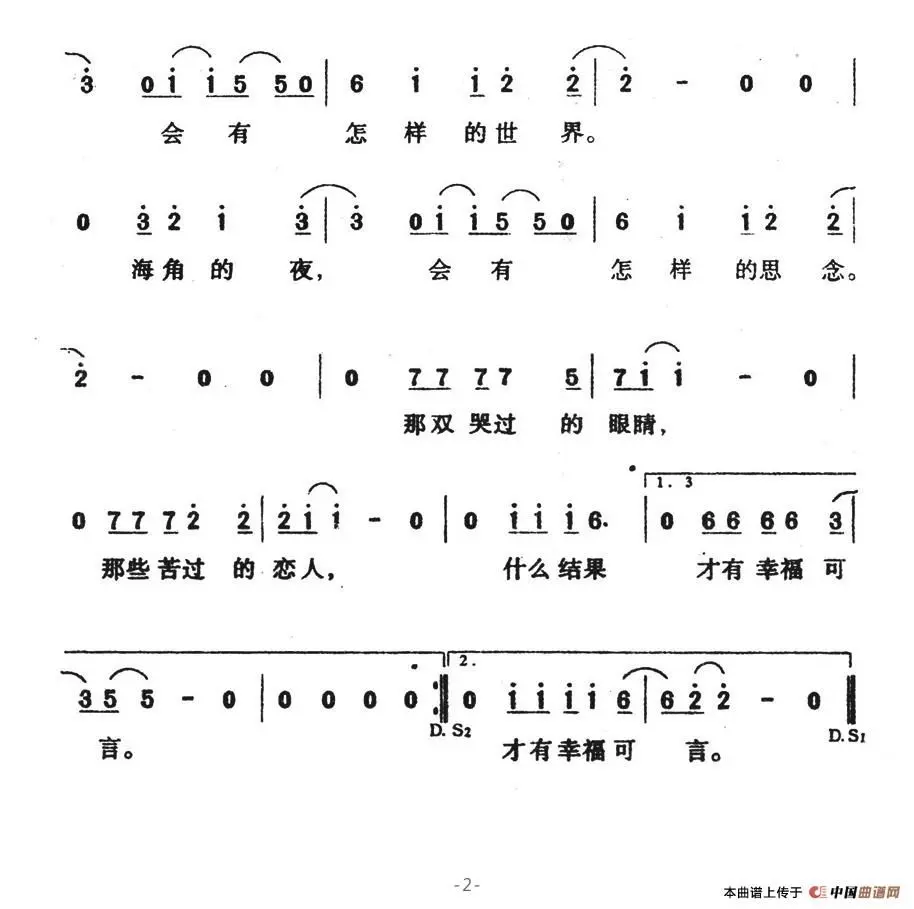 3 0 1 1 5 5 0 | 6 1 1 2 2 | 2 - 0 0 |
会 有 怎 样 的 世 界。
0 3 2 1 3 | 3 0 1 1 5 5 0 | 6 1 1 2 2 |
海 角 的 夜, 会 有 怎 样 的 思 念。
2 - 0 0 | 0 7 7 7 7 5 | 7 1 1 - 0 |
那 双 哭 过 的 眼 睛,
1. 3
0 7 7 7 2 2 | 2 1 1 - 0 | 0 1 1 1 6. | 0 6 6 6 6 3 |
那 些 苦 过 的 恋 人, 什 么 结 果 才 有 幸 福 可
2.
3 5 5 - 0 | 0 0 0 0 :‖ 0 1 1 1 1 6 | 6 2 2 - 0 ‖
D. S2 D. S1
言。 才 有 幸 福 可 言。
-2-
本曲谱上传于 中国曲谱网